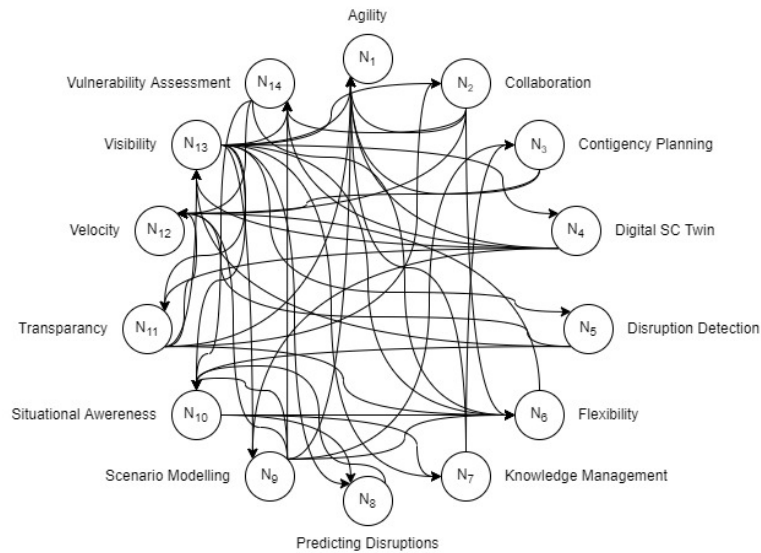 Agility
N1
Vulnerability Assessment N14 N2 Collaboration
Visibility N13 N3 Contigency Planning
Velocity N12 N4 Digital SC Twin
Transparancy N11 N5 Disruption Detection
Situational Awereness N10 N6 Flexibility
Scenario Modelling N9 N7 Knowledge Management
N8
Predicting Disruptions